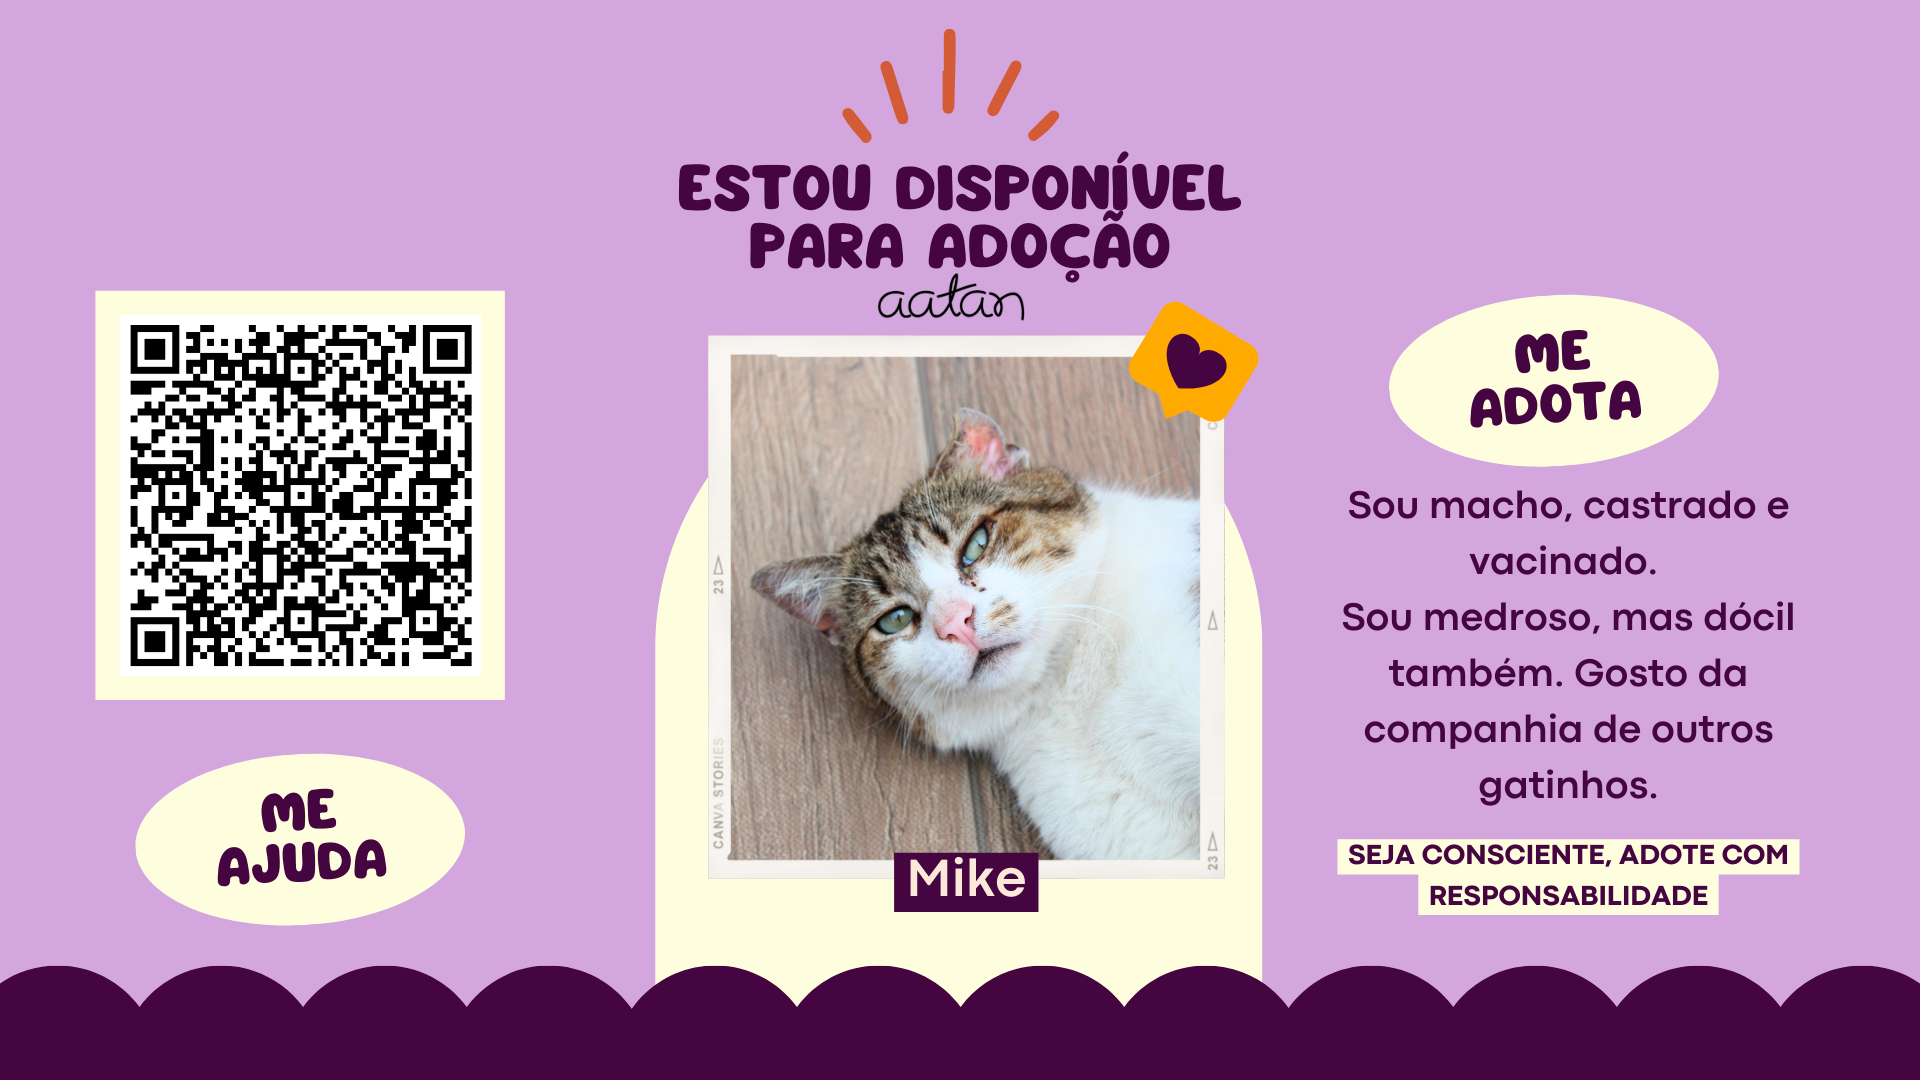 ESTOU DISPONÍVEL
PARA ADOÇÃO
aatan
ME
AJUDA
23
CANVA STORIES
23
Mike
ME
ADOTA
Sou macho, castrado e
vacinado.
Sou medroso, mas dócil
também. Gosto da
companhia de outros
gatinhos.
SEJA CONSCIENTE, ADOTE COM
RESPONSABILIDADE